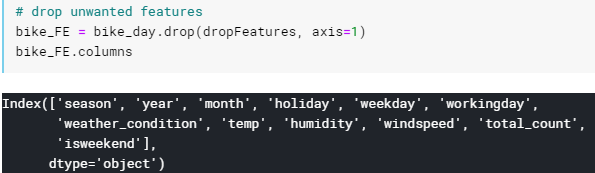 # drop unwanted features
bike_FE = bike_day.drop(dropFeatures, axis=1)
bike_FE.columns
Index(['season', 'year', 'month', 'holiday', 'weekday', 'workingday',
'weather_condition', 'temp', 'humidity', 'windspeed', 'total_count',
'isweekend'],
dtype='object')